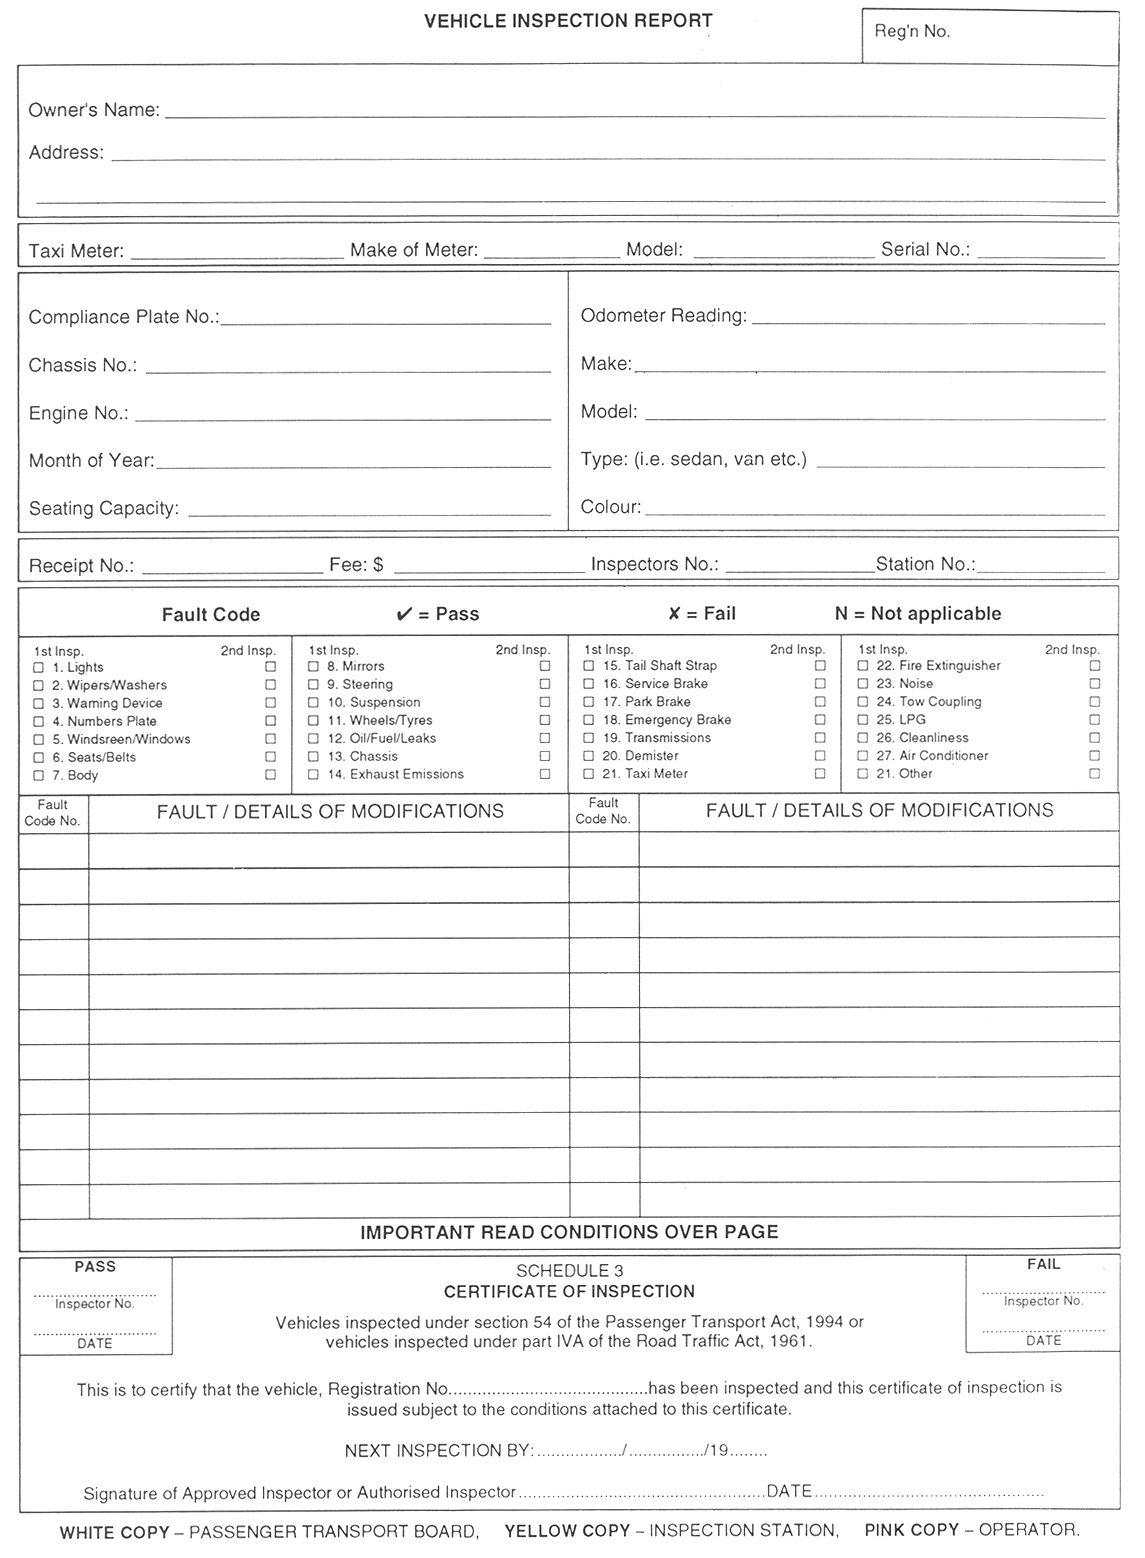 VEHICLE INSPECTION REPORT
Reg'n No.
Owner's Name:
Address:
Taxi Meter: Make of Meter: Model: Serial No.:
Compliance Plate No.:
Chassis No.:
Engine No.:
Month of Year:
Seating Capacity:
Odometer Reading:
Make:
Model:
Type: (i.e. sedan, van etc.)
Colour:
Receipt No.: Fee: $ Inspectors No.: Station No.:
Fault Code ✔ = Pass ✘ = Fail N = Not applicable
1st Insp. 2nd Insp.
☐ 1. Lights ☐
☐ 2. Wipers/Washers ☐
☐ 3. Warning Device ☐
☐ 4. Numbers Plate ☐
☐ 5. Windsreen/Windows ☐
☐ 6. Seats/Belts ☐
☐ 7. Body ☐
1st Insp. 2nd Insp.
☐ 8. Mirrors ☐
☐ 9. Steering ☐
☐ 10. Suspension ☐
☐ 11. Wheels/Tyres ☐
☐ 12. Oil/Fuel/Leaks ☐
☐ 13. Chassis ☐
☐ 14. Exhaust Emissions ☐
1st Insp. 2nd Insp.
☐ 15. Tail Shaft Strap ☐
☐ 16. Service Brake ☐
☐ 17. Park Brake ☐
☐ 18. Emergency Brake ☐
☐ 19. Transmissions ☐
☐ 20. Demister ☐
☐ 21. Taxi Meter ☐
1st Insp. 2nd Insp.
☐ 22. Fire Extinguisher ☐
☐ 23. Noise ☐
☐ 24. Tow Coupling ☐
☐ 25. LPG ☐
☐ 26. Cleanliness ☐
☐ 27. Air Conditioner ☐
☐ 21. Other ☐
Fault
Code No.
FAULT / DETAILS OF MODIFICATIONS
Fault
Code No.
FAULT / DETAILS OF MODIFICATIONS
IMPORTANT READ CONDITIONS OVER PAGE
PASS
Inspector No.
DATE
SCHEDULE 3
CERTIFICATE OF INSPECTION
Vehicles inspected under section 54 of the Passenger Transport Act, 1994 or
vehicles inspected under part IVA of the Road Traffic Act, 1961.
FAIL
Inspector No.
DATE
This is to certify that the vehicle, Registration No.........................................has been inspected and this certificate of inspection is
issued subject to the conditions attached to this certificate.
NEXT INSPECTION BY:................../................/19........
Signature of Approved Inspector or Authorised Inspector....................................................DATE.................................................
WHITE COPY – PASSENGER TRANSPORT BOARD, YELLOW COPY – INSPECTION STATION, PINK COPY – OPERATOR.